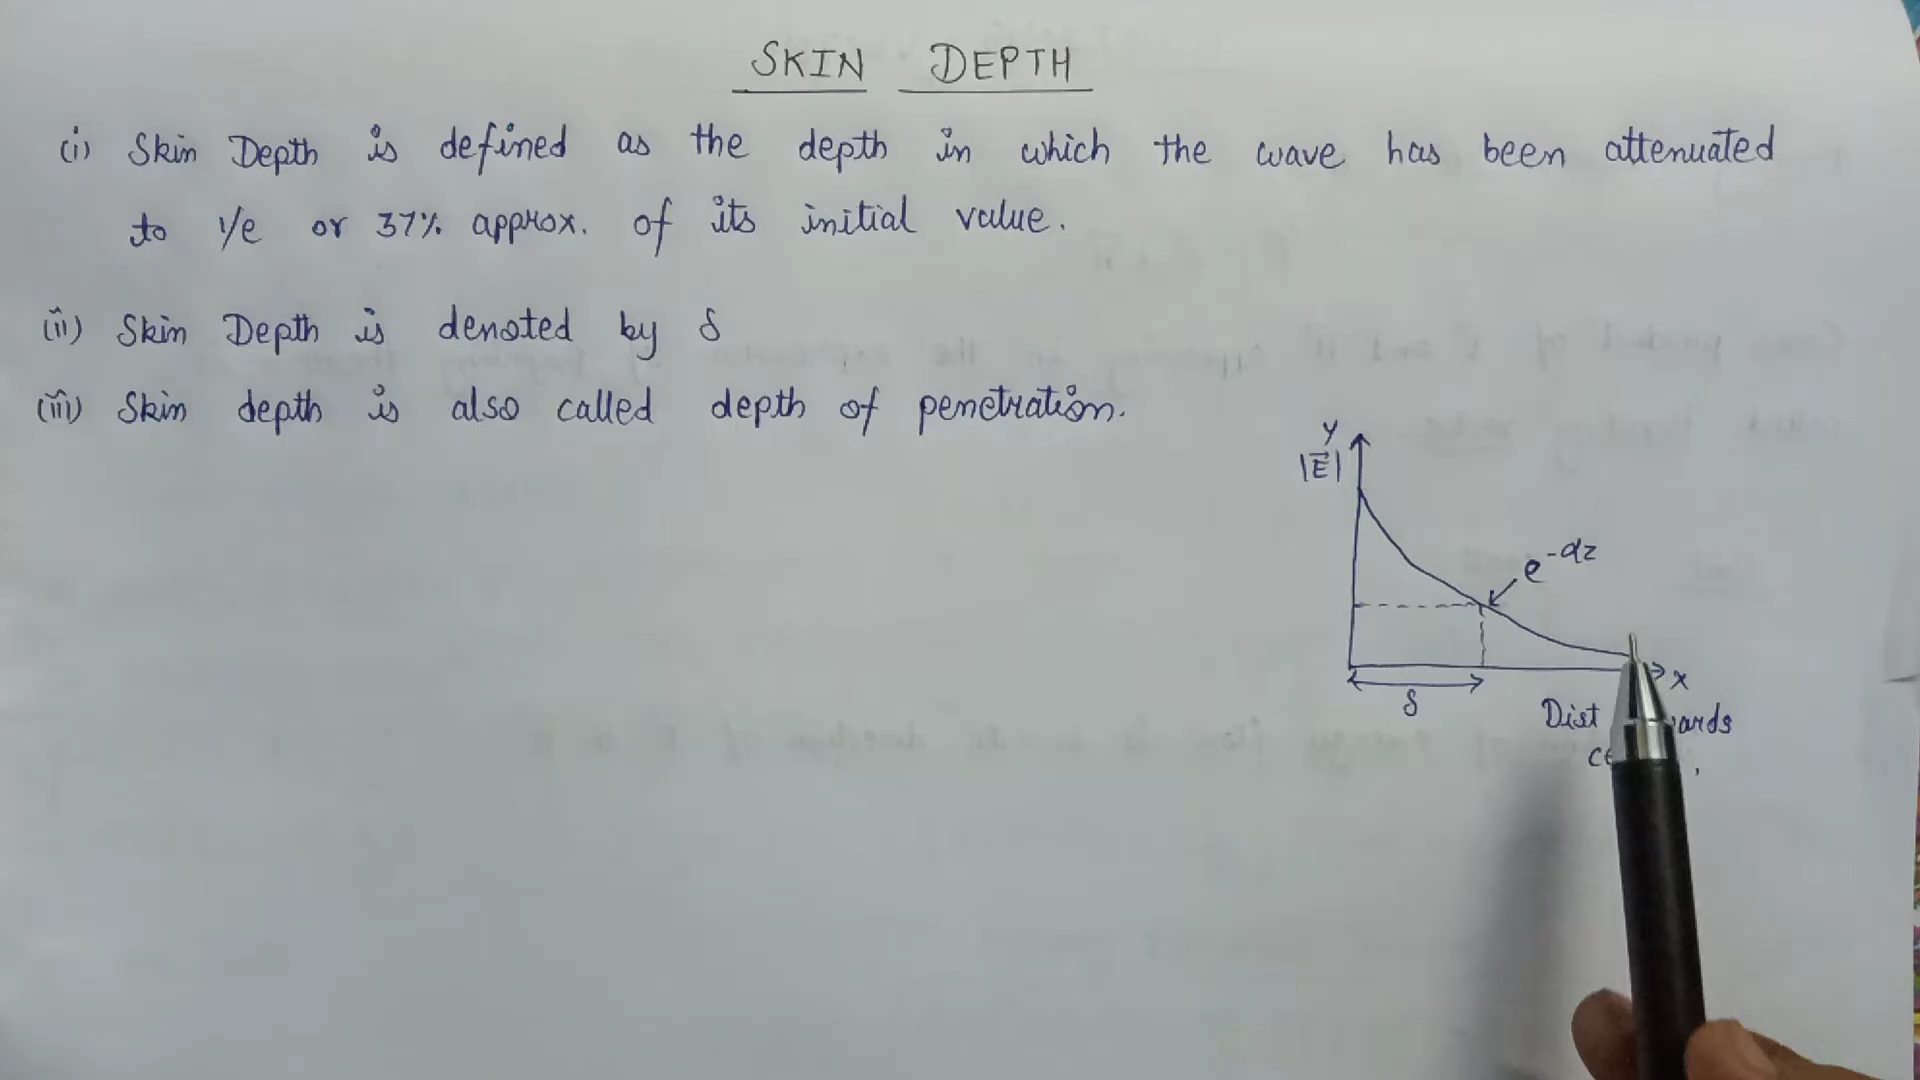 SKIN DEPTH
(i) Skin Depth is defined as the depth in which the wave has been attenuated
to 1/e or 37% approx. of its initial value.
(ii) Skin Depth is denoted by δ
(iii) Skin depth is also called depth of penetration.
Y
|E⃗|
e^-αz
x
δ
Dist